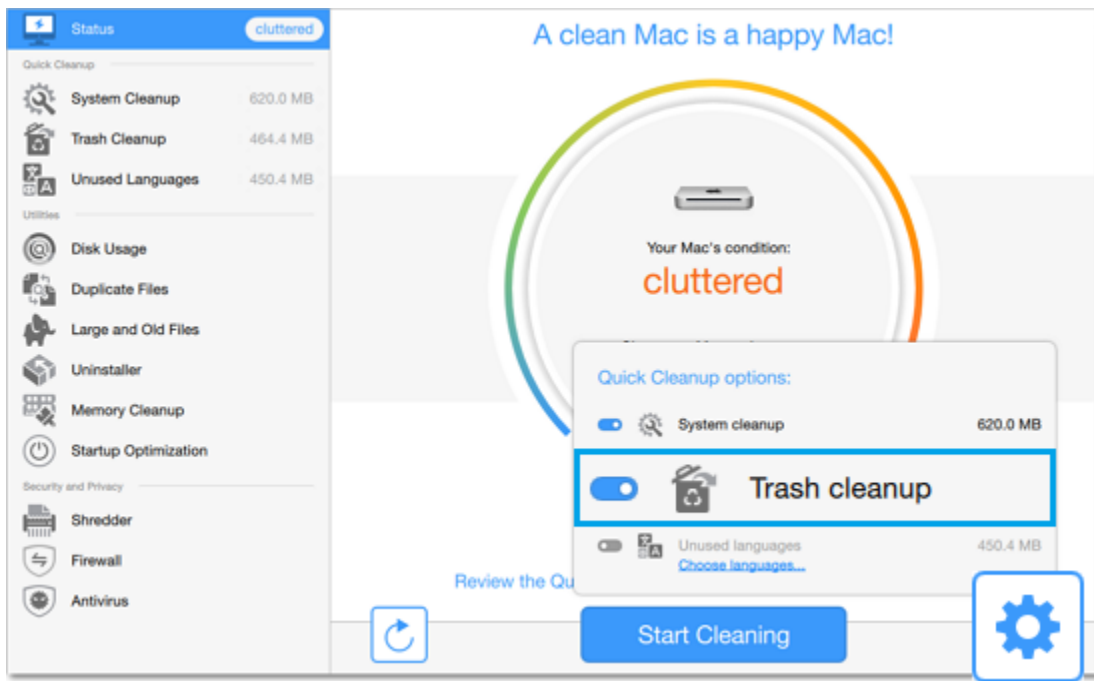 Status cluttered
Quick Cleanup
System Cleanup 620.0 MB
Trash Cleanup 464.4 MB
Unused Languages 450.4 MB
Utilities
Disk Usage
Duplicate Files
Large and Old Files
Uninstaller
Memory Cleanup
Startup Optimization
Security and Privacy
Shredder
Firewall
Antivirus
A clean Mac is a happy Mac!
Your Mac's condition:
cluttered
Quick Cleanup options:
System cleanup 620.0 MB
Trash cleanup
Unused languages 450.4 MB
Choose languages...
Review the Qu
Start Cleaning